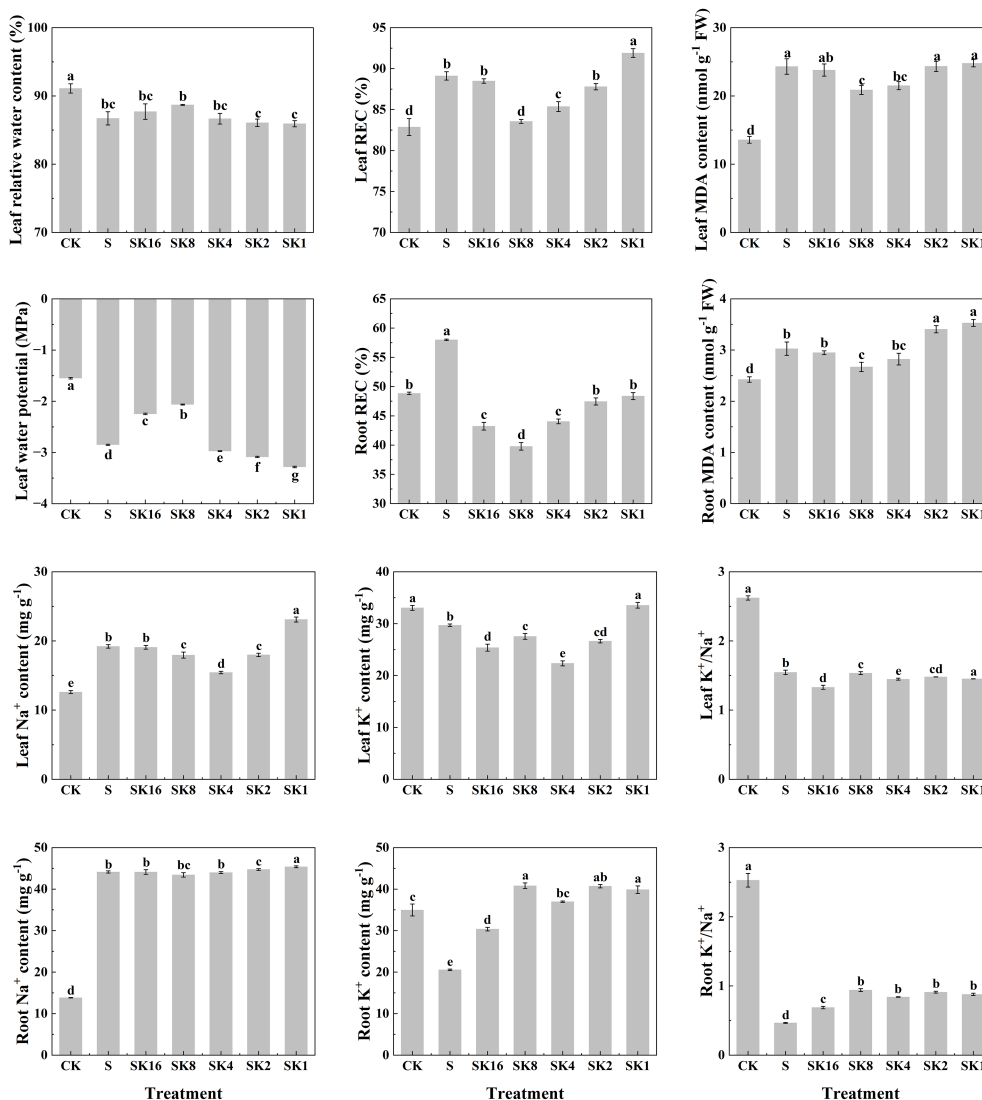 Leaf relative water content (%)
100
90
80
70
a
bc
bc
b
bc
c
c
CK S SK16 SK8 SK4 SK2 SK1
Leaf REC (%)
95
90
85
80
75
70
d
b
b
d
c
b
a
CK S SK16 SK8 SK4 SK2 SK1
Leaf MDA content (nmol g⁻¹ FW)
30
20
10
0
d
a
ab
c
bc
a
a
CK S SK16 SK8 SK4 SK2 SK1
Leaf water potential (MPa)
0
−1
−2
−3
−4
a
d
c
b
e
f
g
CK S SK16 SK8 SK4 SK2 SK1
Root REC (%)
65
60
55
50
45
40
35
30
b
a
c
d
c
b
b
CK S SK16 SK8 SK4 SK2 SK1
Root MDA content (nmol g⁻¹ FW)
4
3
2
1
0
d
b
b
c
bc
a
a
CK S SK16 SK8 SK4 SK2 SK1
Leaf Na⁺ content (mg g⁻¹)
30
20
10
0
e
b
b
c
d
c
a
CK S SK16 SK8 SK4 SK2 SK1
Leaf K⁺ content (mg g⁻¹)
40
30
20
10
0
a
b
d
c
d
cd
a
CK S SK16 SK8 SK4 SK2 SK1
Leaf K⁺/Na⁺
3
2
1
0
a
b
d
c
e
cd
a
CK S SK16 SK8 SK4 SK2 SK1
Root Na⁺ content (mg g⁻¹)
50
40
30
20
10
0
d
b
b
bc
b
c
a
CK S SK16 SK8 SK4 SK2 SK1
Treatment
Root K⁺ content (mg g⁻¹)
50
40
30
20
10
0
c
e
d
a
bc
ab
a
CK S SK16 SK8 SK4 SK2 SK1
Treatment
Root K⁺/Na⁺
3
2
1
0
a
d
c
b
b
b
b
CK S SK16 SK8 SK4 SK2 SK1
Treatment